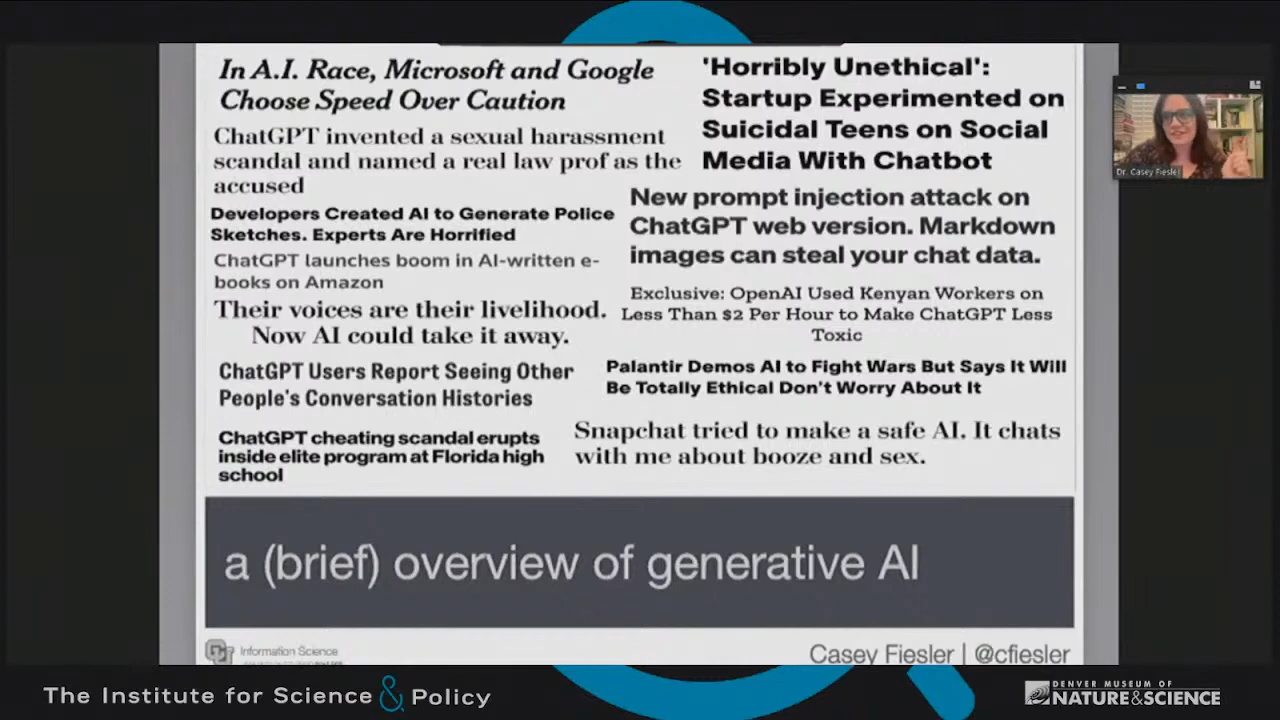 In A.I. Race, Microsoft and Google
Choose Speed Over Caution
ChatGPT invented a sexual harassment
scandal and named a real law prof as the
accused
Developers Created AI to Generate Police
Sketches. Experts Are Horrified
ChatGPT launches boom in AI-written e-
books on Amazon
Their voices are their livelihood.
Now AI could take it away.
ChatGPT Users Report Seeing Other
People's Conversation Histories
ChatGPT cheating scandal erupts
inside elite program at Florida high
school
'Horribly Unethical':
Startup Experimented on
Suicidal Teens on Social
Media With Chatbot
New prompt injection attack on
ChatGPT web version. Markdown
images can steal your chat data.
Exclusive: OpenAI Used Kenyan Workers on
Less Than $2 Per Hour to Make ChatGPT Less
Toxic
Palantir Demos AI to Fight Wars But Says It Will
Be Totally Ethical Don't Worry About It
Snapchat tried to make a safe AI. It chats
with me about booze and sex.
Dr. Casey Fiesler
a (brief) overview of generative AI
Information Science
Casey Fiesler | @cfiesler
The Institute for Science & Policy
DENVER MUSEUM OF
NATURE & SCIENCE